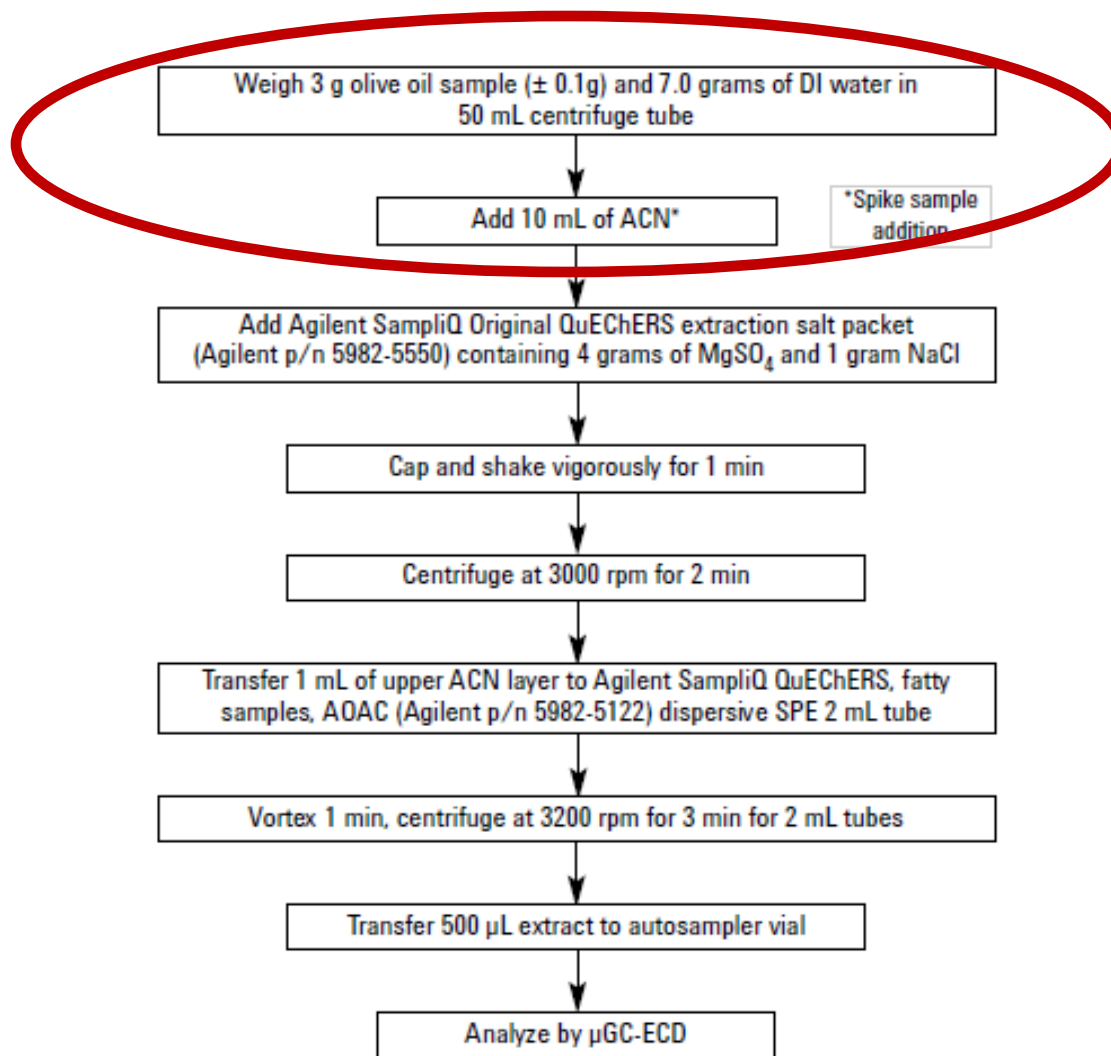 Weigh 3 g olive oil sample (± 0.1g) and 7.0 grams of DI water in
50 mL centrifuge tube
Add 10 mL of ACN*
*Spike sample
addition
Add Agilent SampliQ Original QuEChERS extraction salt packet
(Agilent p/n 5982-5550) containing 4 grams of MgSO₄ and 1 gram NaCl
Cap and shake vigorously for 1 min
Centrifuge at 3000 rpm for 2 min
Transfer 1 mL of upper ACN layer to Agilent SampliQ QuEChERS, fatty
samples, AOAC (Agilent p/n 5982-5122) dispersive SPE 2 mL tube
Vortex 1 min, centrifuge at 3200 rpm for 3 min for 2 mL tubes
Transfer 500 µL extract to autosampler vial
Analyze by µGC-ECD